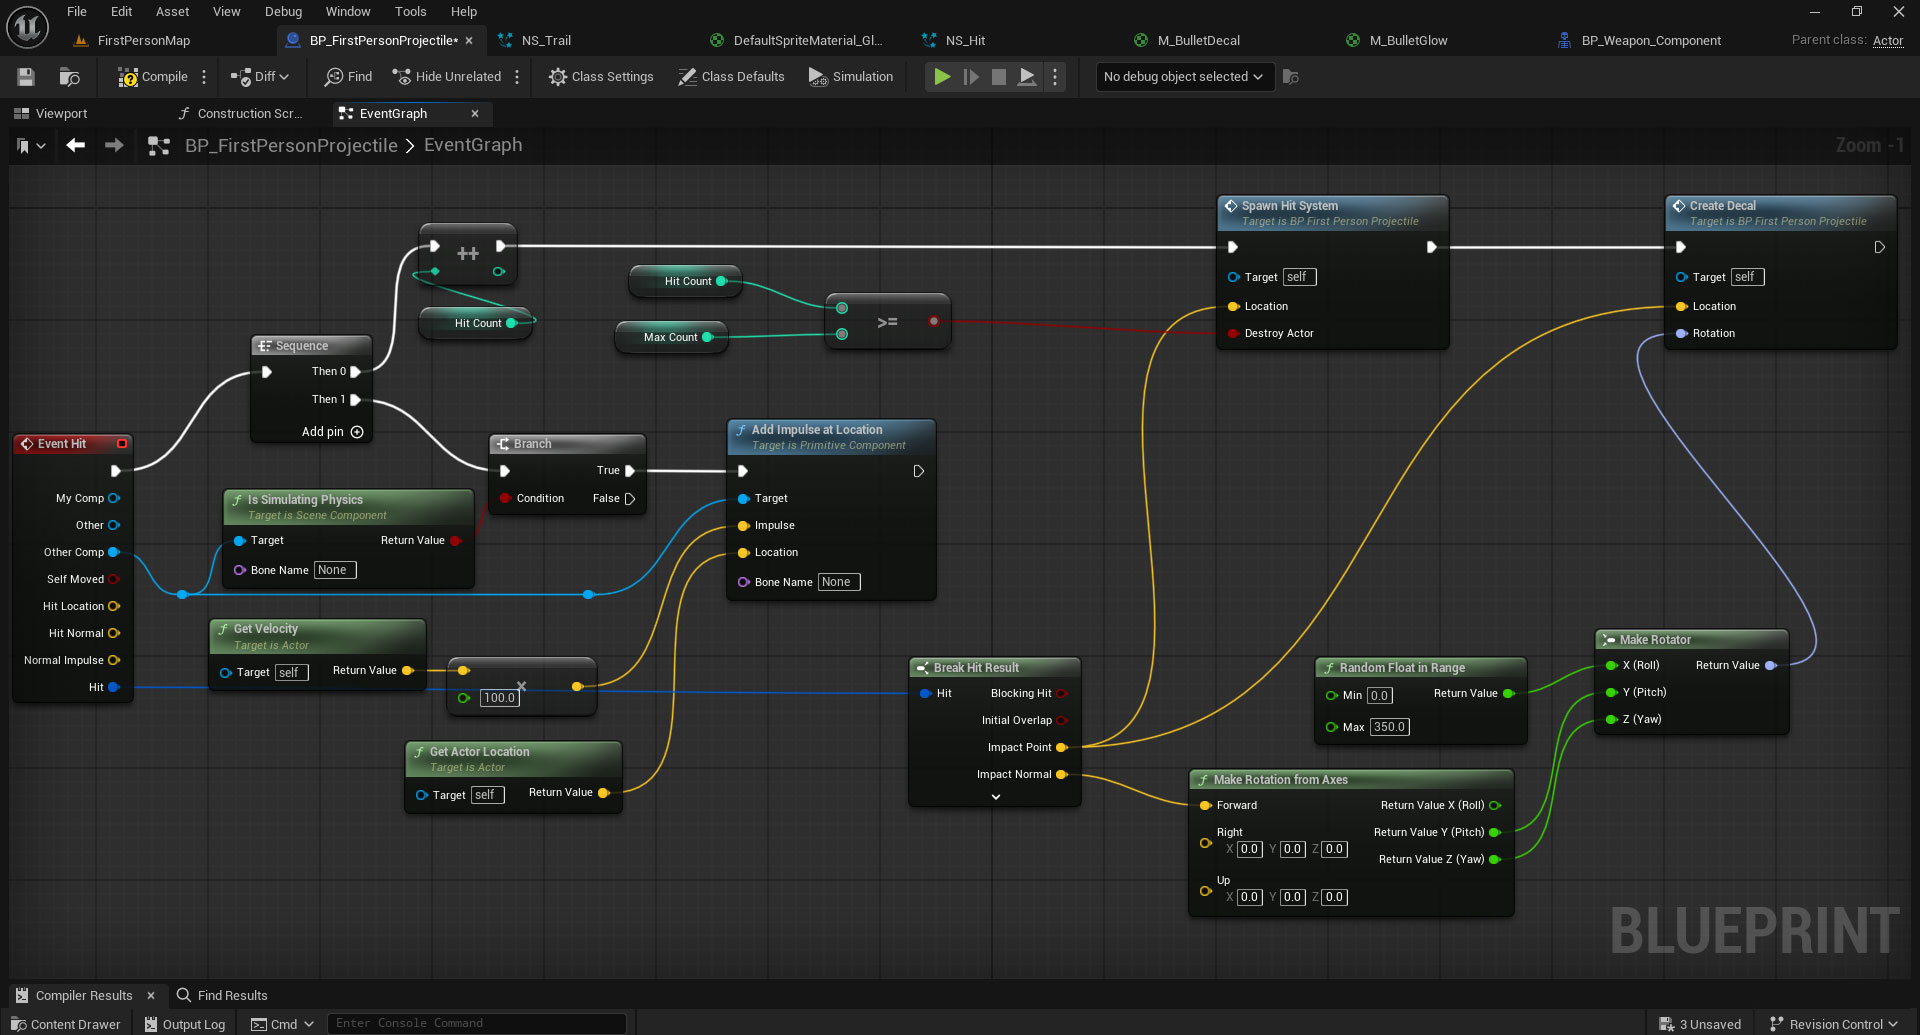 File Edit Asset View Debug Window Tools Help
FirstPersonMap BP_FirstPersonProjectile* NS_Trail DefaultSpriteMaterial_Gl... NS_Hit M_BulletDecal M_BulletGlow BP_Weapon_Component Parent class: Actor
Compile Diff Find Hide Unrelated Class Settings Class Defaults Simulation No debug object selected
Viewport Construction Scr... EventGraph
BP_FirstPersonProjectile > EventGraph
Zoom -1
Spawn Hit System
Target is BP First Person Projectile
Target self
Location
Destroy Actor
Create Decal
Target is BP First Person Projectile
Target self
Location
Rotation
++
Hit Count
Hit Count
Max Count
>=
Sequence
Then 0
Then 1
Add pin
Event Hit
My Comp
Other
Other Comp
Self Moved
Hit Location
Hit Normal
Normal Impulse
Hit
Branch
True
Condition False
Is Simulating Physics
Target is Scene Component
Target Return Value
Bone Name None
Add Impulse at Location
Target is Primitive Component
Target
Impulse
Location
Bone Name None
Get Velocity
Target is Actor
Target self Return Value
×
100.0
Get Actor Location
Target is Actor
Target self Return Value
Break Hit Result
Hit Blocking Hit
Initial Overlap
Impact Point
Impact Normal
Random Float in Range
Min 0.0 Return Value
Max 350.0
Make Rotator
X (Roll) Return Value
Y (Pitch)
Z (Yaw)
Make Rotation from Axes
Forward Return Value X (Roll)
Right Return Value Y (Pitch)
X 0.0 Y 0.0 Z 0.0
Return Value Z (Yaw)
Up
X 0.0 Y 0.0 Z 0.0
BLUEPRINT
Compiler Results Find Results
Content Drawer Output Log Cmd Enter Console Command 3 Unsaved Revision Control